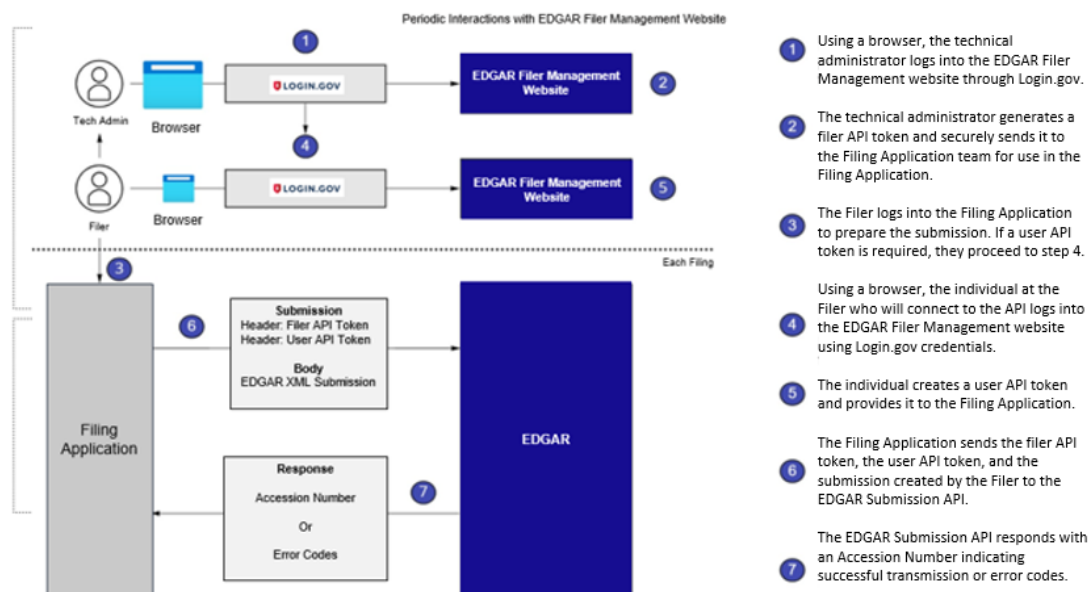 Periodic Interactions with EDGAR Filer Management Website
1
LOGIN.GOV
EDGAR Filer Management
Website
2
Tech Admin
Browser
4
LOGIN.GOV
EDGAR Filer Management
Website
5
Filer
Browser
Each Filing
3
Filing
Application
6
Submission
Header: Filer API Token
Header: User API Token
Body
EDGAR XML Submission
EDGAR
Response
Accession Number
Or
Error Codes
7
1
Using a browser, the technical
administrator logs into the EDGAR Filer
Management website through Login.gov.
2
The technical administrator generates a
filer API token and securely sends it to
the Filing Application team for use in the
Filing Application.
3
The Filer logs into the Filing Application
to prepare the submission. If a user API
token is required, they proceed to step 4.
4
Using a browser, the individual at the
Filer who will connect to the API logs into
the EDGAR Filer Management website
using Login.gov credentials.
5
The individual creates a user API token
and provides it to the Filing Application.
6
The Filing Application sends the filer API
token, the user API token, and the
submission created by the Filer to the
EDGAR Submission API.
7
The EDGAR Submission API responds with
an Accession Number indicating
successful transmission or error codes.